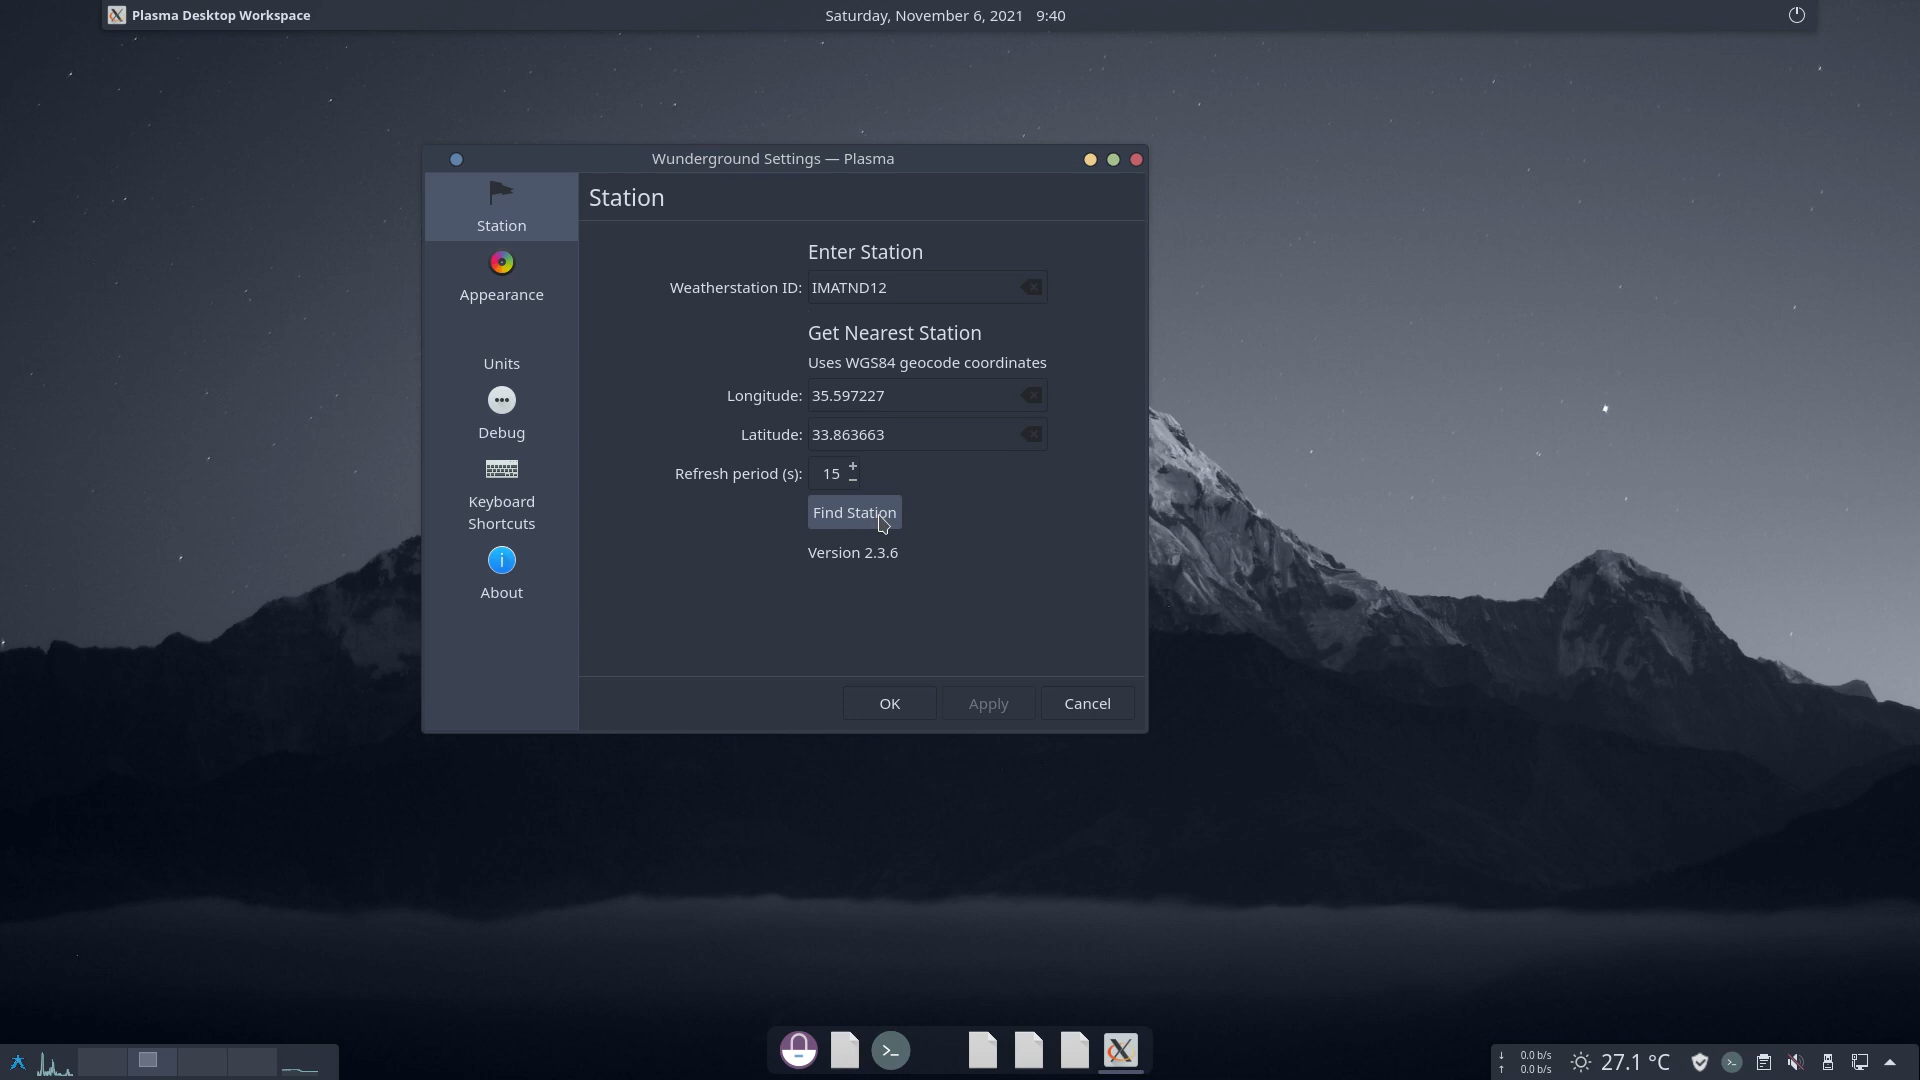 Plasma Desktop Workspace
Saturday, November 6, 2021 9:40
Wunderground Settings — Plasma
Station
Appearance
Units
Debug
Keyboard
Shortcuts
About
Station
Enter Station
Weatherstation ID: IMATND12
Get Nearest Station
Uses WGS84 geocode coordinates
Longitude: 35.597227
Latitude: 33.863663
Refresh period (s): 15
Find Station
Version 2.3.6
OK Apply Cancel
↓ 0.0 b/s
↑ 0.0 b/s
27.1 °C